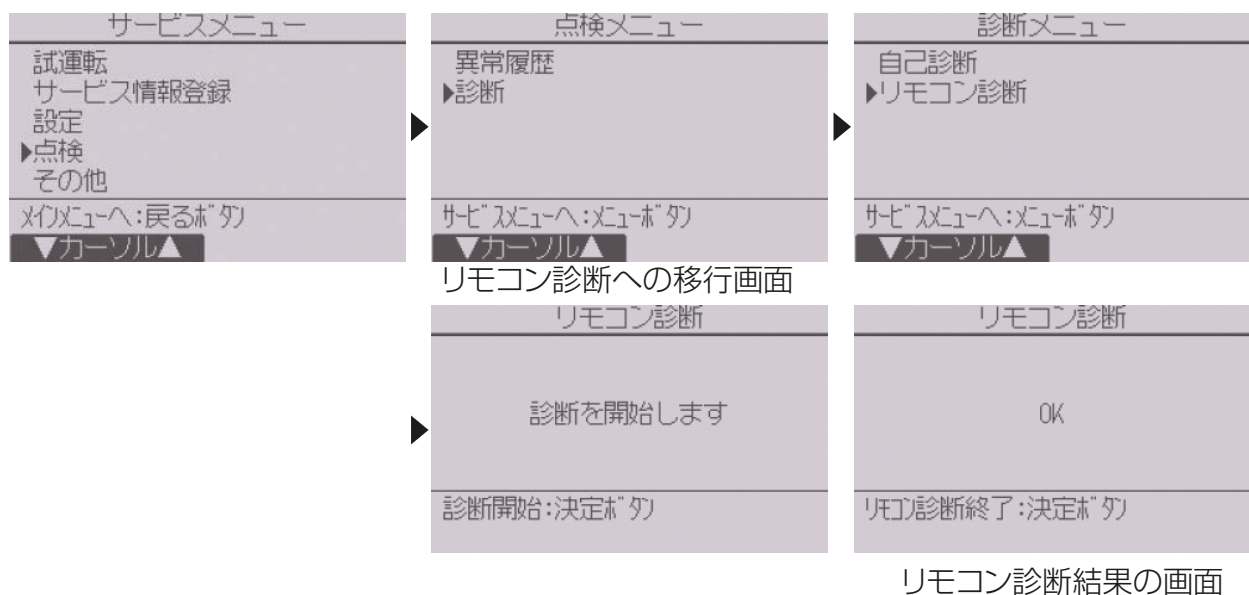 サービスメニュー
試運転
サービス情報登録
設定
▶点検
その他
ﾒｲﾝﾒﾆｭｰへ:戻るﾎﾞﾀﾝ
▼カーソル▲
▶
点検メニュー
異常履歴
▶診断
ｻｰﾋﾞｽﾒﾆｭｰへ:ﾒﾆｭｰﾎﾞﾀﾝ
▼カーソル▲
▶
診断メニュー
自己診断
▶リモコン診断
ｻｰﾋﾞｽﾒﾆｭｰへ:ﾒﾆｭｰﾎﾞﾀﾝ
▼カーソル▲
リモコン診断への移行画面
▶
リモコン診断
診断を開始します
診断開始:決定ﾎﾞﾀﾝ
リモコン診断
OK
ﾘﾓｺﾝ診断終了:決定ﾎﾞﾀﾝ
リモコン診断結果の画面